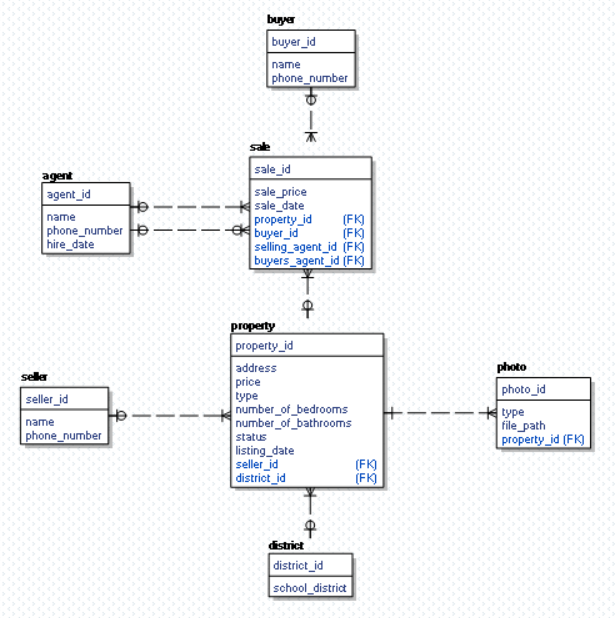 buyer
buyer_id
name
phone_number
sale
sale_id
sale_price
sale_date
property_id (FK)
buyer_id (FK)
selling_agent_id (FK)
buyers_agent_id (FK)
agent
agent_id
name
phone_number
hire_date
property
property_id
address
price
type
number_of_bedrooms
number_of_bathrooms
status
listing_date
seller_id (FK)
district_id (FK)
seller
seller_id
name
phone_number
photo
photo_id
type
file_path
property_id (FK)
district
district_id
school_district